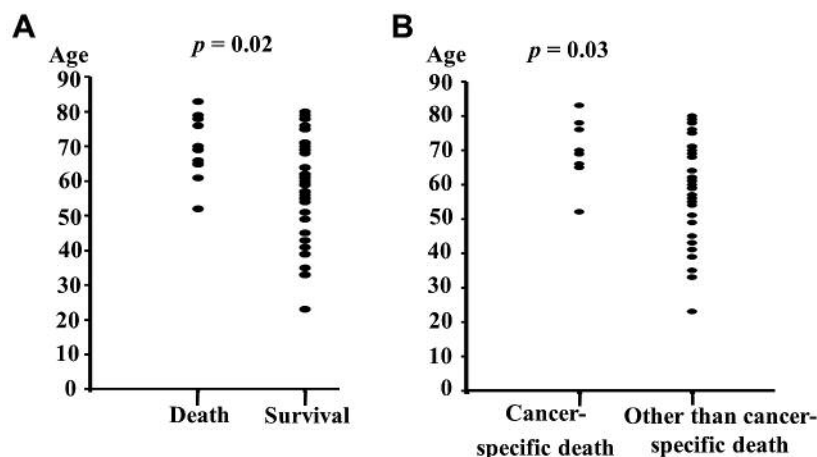 A
p = 0.02
Age
90
80
70
60
50
40
30
20
10
0
Death
Survival
B
p = 0.03
Age
90
80
70
60
50
40
30
20
10
0
Cancer-
specific death
Other than cancer-
specific death